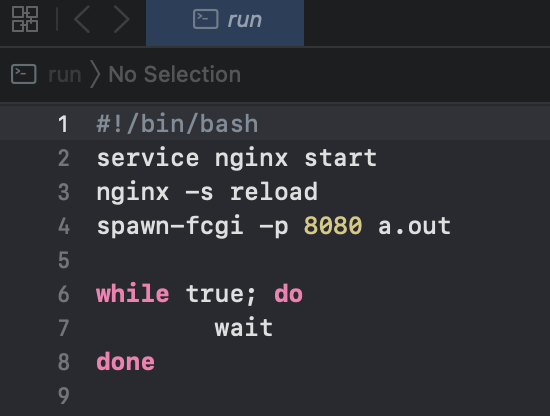 run
run No Selection
1 #!/bin/bash
2 service nginx start
3 nginx -s reload
4 spawn-fcgi -p 8080 a.out
5
6 while true; do
7         wait
8 done
9